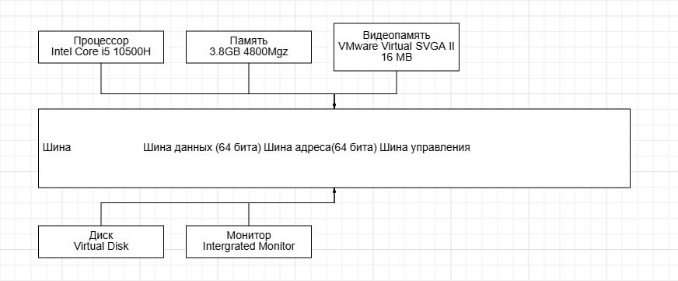 Процессор
Intel Core i5 10500H
Память
3.8GB 4800Mgz
Видеопамять
VMware Virtual SVGA II
16 MB
Шина
Шина данных (64 бита) Шина адреса(64 бита) Шина управления
Диск
Virtual Disk
Монитор
Intergrated Monitor